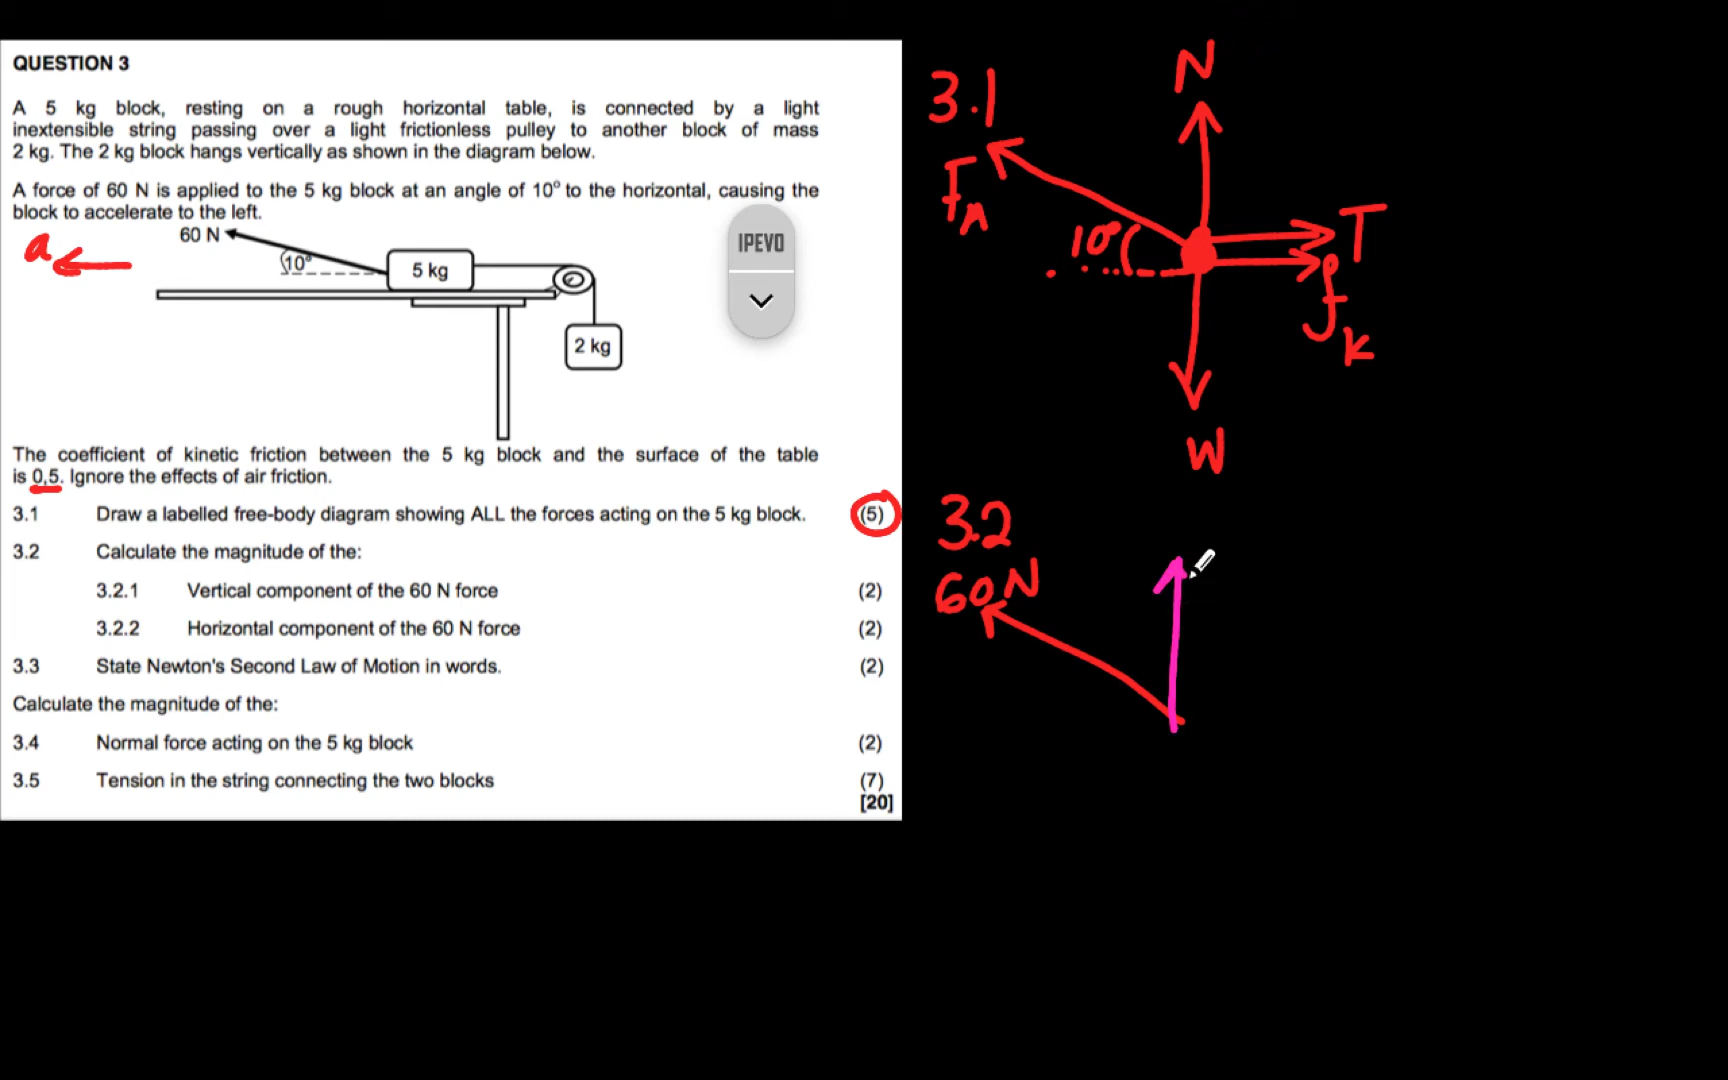 QUESTION 3
A 5 kg block, resting on a rough horizontal table, is connected by a light
inextensible string passing over a light frictionless pulley to another block of mass
2 kg. The 2 kg block hangs vertically as shown in the diagram below.
A force of 60 N is applied to the 5 kg block at an angle of 10° to the horizontal, causing the
block to accelerate to the left.
a
60 N
10°
5 kg
2 kg
IPEVO
The coefficient of kinetic friction between the 5 kg block and the surface of the table
is 0,5. Ignore the effects of air friction.
3.1 Draw a labelled free-body diagram showing ALL the forces acting on the 5 kg block. (5)
3.2 Calculate the magnitude of the:
3.2.1 Vertical component of the 60 N force (2)
3.2.2 Horizontal component of the 60 N force (2)
3.3 State Newton's Second Law of Motion in words. (2)
Calculate the magnitude of the:
3.4 Normal force acting on the 5 kg block (2)
3.5 Tension in the string connecting the two blocks (7)
[20]
3.1
N
FA
10°
T
fk
W
3.2
60N